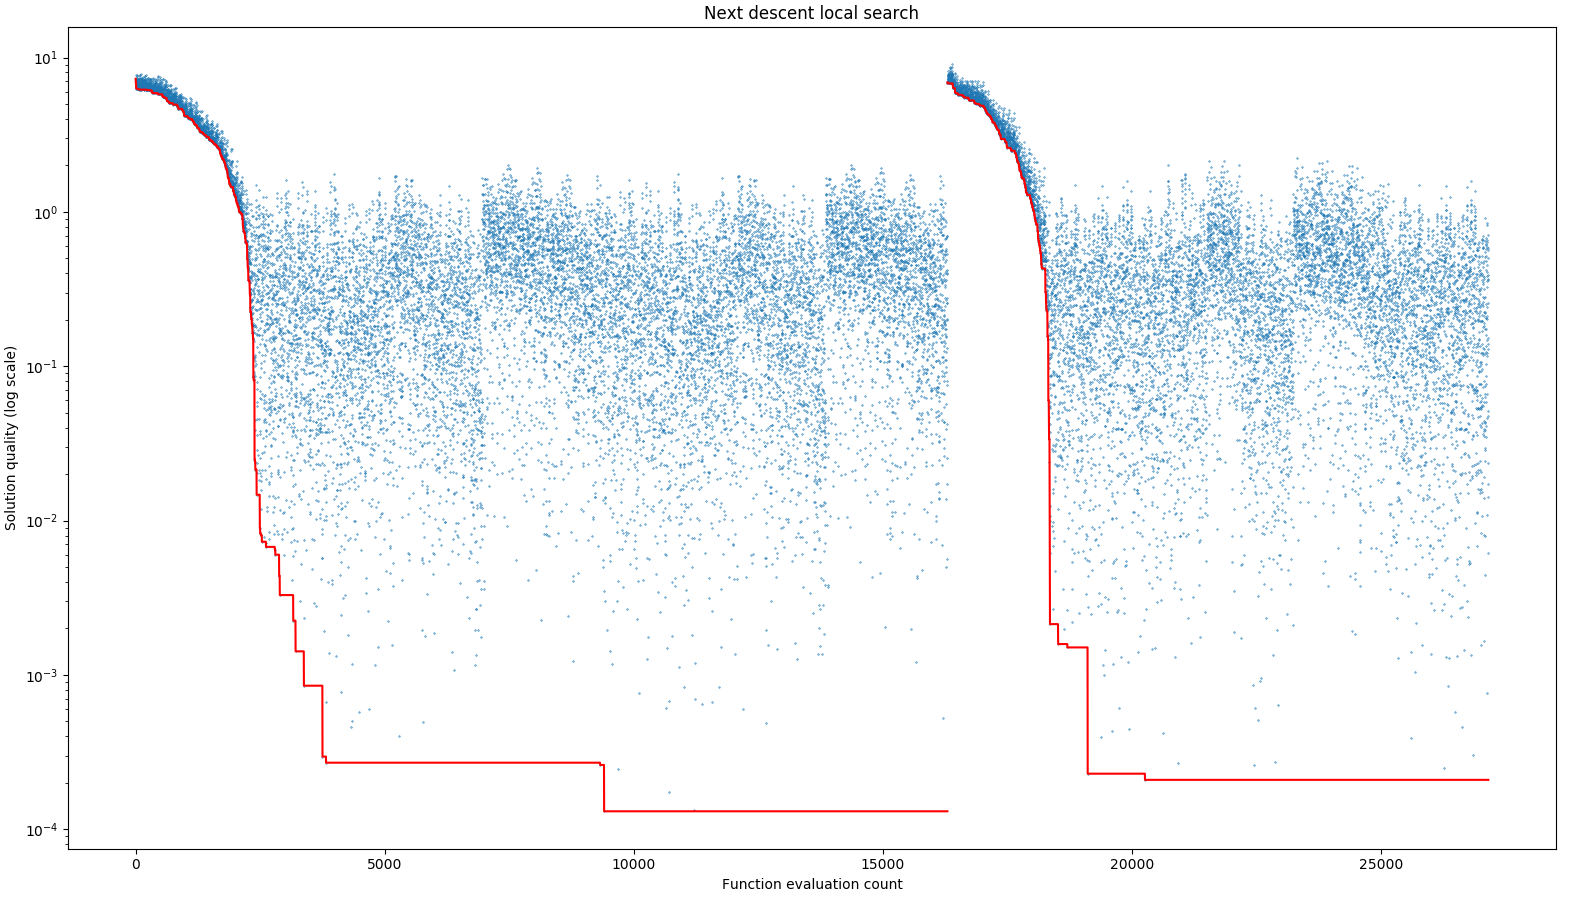 Next descent local search
Solution quality (log scale)
10¹
10⁰
10⁻¹
10⁻²
10⁻³
10⁻⁴
0 5000 10000 15000 20000 25000
Function evaluation count